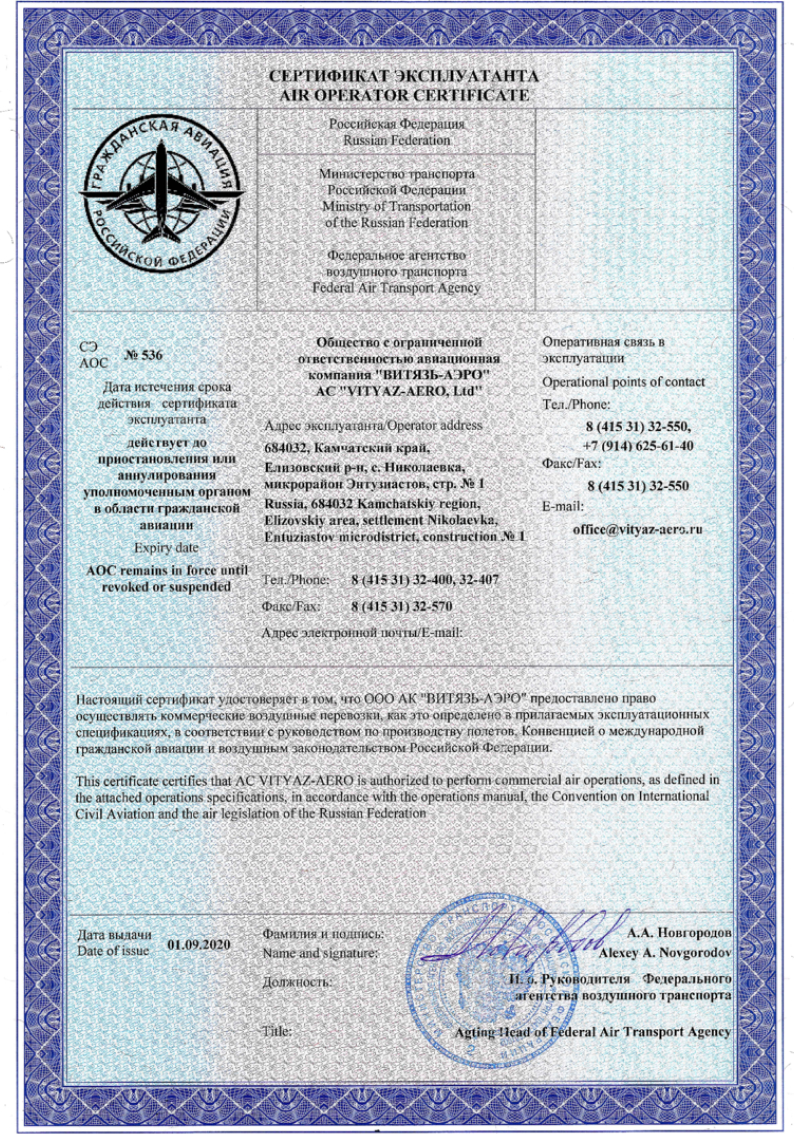 СЕРТИФИКАТ ЭКСПЛУАТАНТА
AIR OPERATOR CERTIFICATE
ГРАЖДАНСКАЯ АВИАЦИЯ
РОССИЙСКОЙ ФЕДЕРАЦИИ
Российская Федерация
Russian Federation
Министерство транспорта
Российской Федерации
Ministry of Transportation
of the Russian Federation
Федеральное агентство
воздушного транспорта
Federal Air Transport Agency
СЭ
АОС № 536
Дата истечения срока
действия сертификата
эксплуатанта
действует до
приостановления или
аннулирования
уполномоченным органом
в области гражданской
авиации
Expiry date
AOC remains in force until
revoked or suspended
Общество с ограниченной
ответственностью авиационная
компания "ВИТЯЗЬ-АЭРО"
AC "VITYAZ-AERO, Ltd"
Адрес эксплуатанта/Operator address
684032, Камчатский край,
Елизовский р-н, с. Николаевка,
микрорайон Энтузиастов, стр. № 1
Russia, 684032 Kamchatskiy region,
Elizovskiy area, settlement Nikolaevka,
Entuziastov microdistrict, construction № 1
Тел./Phone: 8 (415 31) 32-400, 32-407
Факс/Fax: 8 (415 31) 32-570
Адрес электронной почты/E-mail:
Оперативная связь в
эксплуатации
Operational points of contact
Тел./Phone:
8 (415 31) 32-550,
+7 (914) 625-61-40
Факс/Fax:
8 (415 31) 32-550
E-mail:
office@vityaz-aero.ru
Настоящий сертификат удостоверяет в том, что ООО АК "ВИТЯЗЬ-АЭРО" предоставлено право
осуществлять коммерческие воздушные перевозки, как это определено в прилагаемых эксплуатационных
спецификациях, в соответствии с руководством по производству полетов, Конвенцией о международной
гражданской авиации и воздушным законодательством Российской Федерации.
This certificate certifies that AC VITYAZ-AERO is authorized to perform commercial air operations, as defined in
the attached operations specifications, in accordance with the operations manual, the Convention on International
Civil Aviation and the air legislation of the Russian Federation
Дата выдачи
Date of issue 01.09.2020
Фамилия и подпись: А.А. Новгородов
Name and signature: Alexey A. Novgorodov
Должность: И. о. Руководителя Федерального
агентства воздушного транспорта
Title: Agting Head of Federal Air Transport Agency